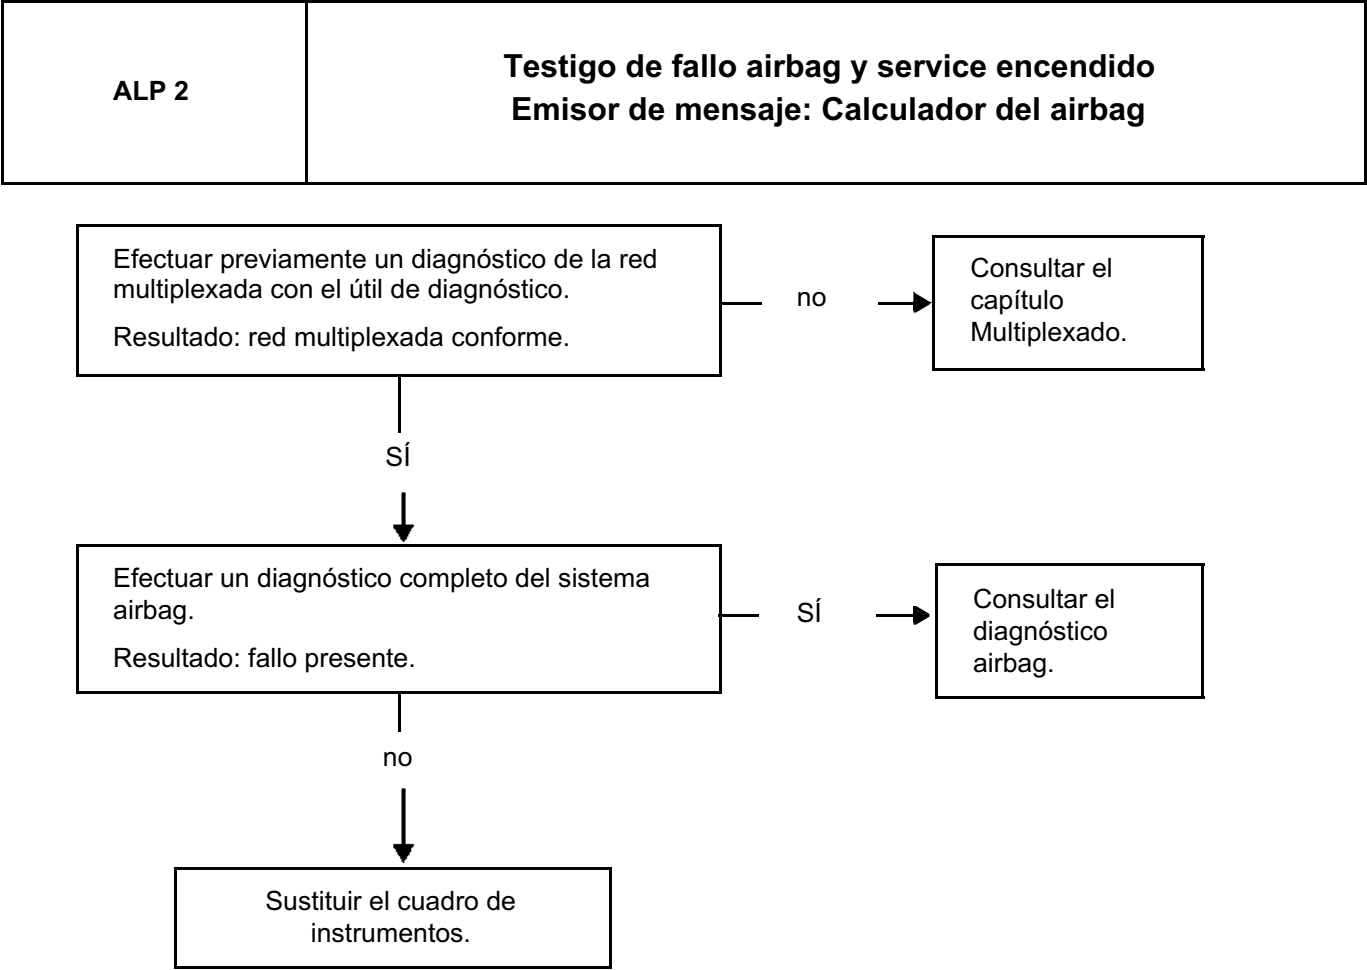 ALP 2
Testigo de fallo airbag y service encendido
Emisor de mensaje: Calculador del airbag
Efectuar previamente un diagnóstico de la red
multiplexada con el útil de diagnóstico.
Resultado: red multiplexada conforme.
no
Consultar el
capítulo
Multiplexado.
SÍ
Efectuar un diagnóstico completo del sistema
airbag.
Resultado: fallo presente.
SÍ
Consultar el
diagnóstico
airbag.
no
Sustituir el cuadro de
instrumentos.